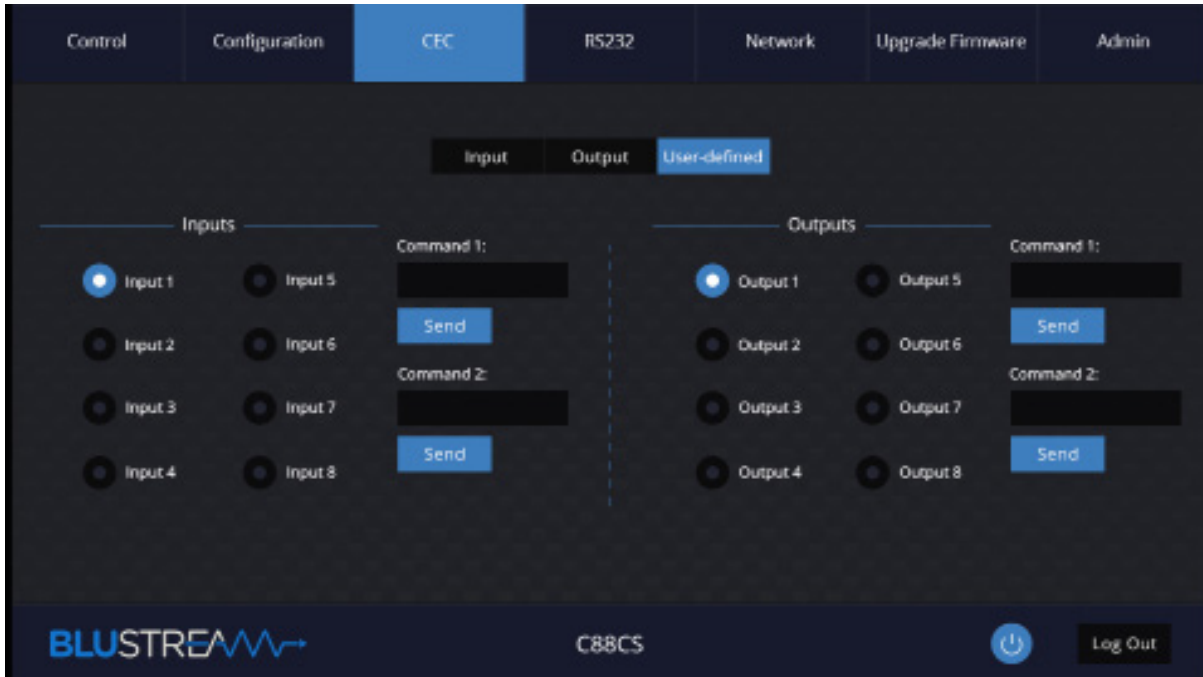 Control Configuration CEC RS232 Network Upgrade Firmware Admin
Input Output User-defined
Inputs
Input 1 Input 5
Input 2 Input 6
Input 3 Input 7
Input 4 Input 8
Command 1:
Send
Command 2:
Send
Outputs
Output 1 Output 5
Output 2 Output 6
Output 3 Output 7
Output 4 Output 8
Command 1:
Send
Command 2:
Send
BLUSTREAM C88CS Log Out